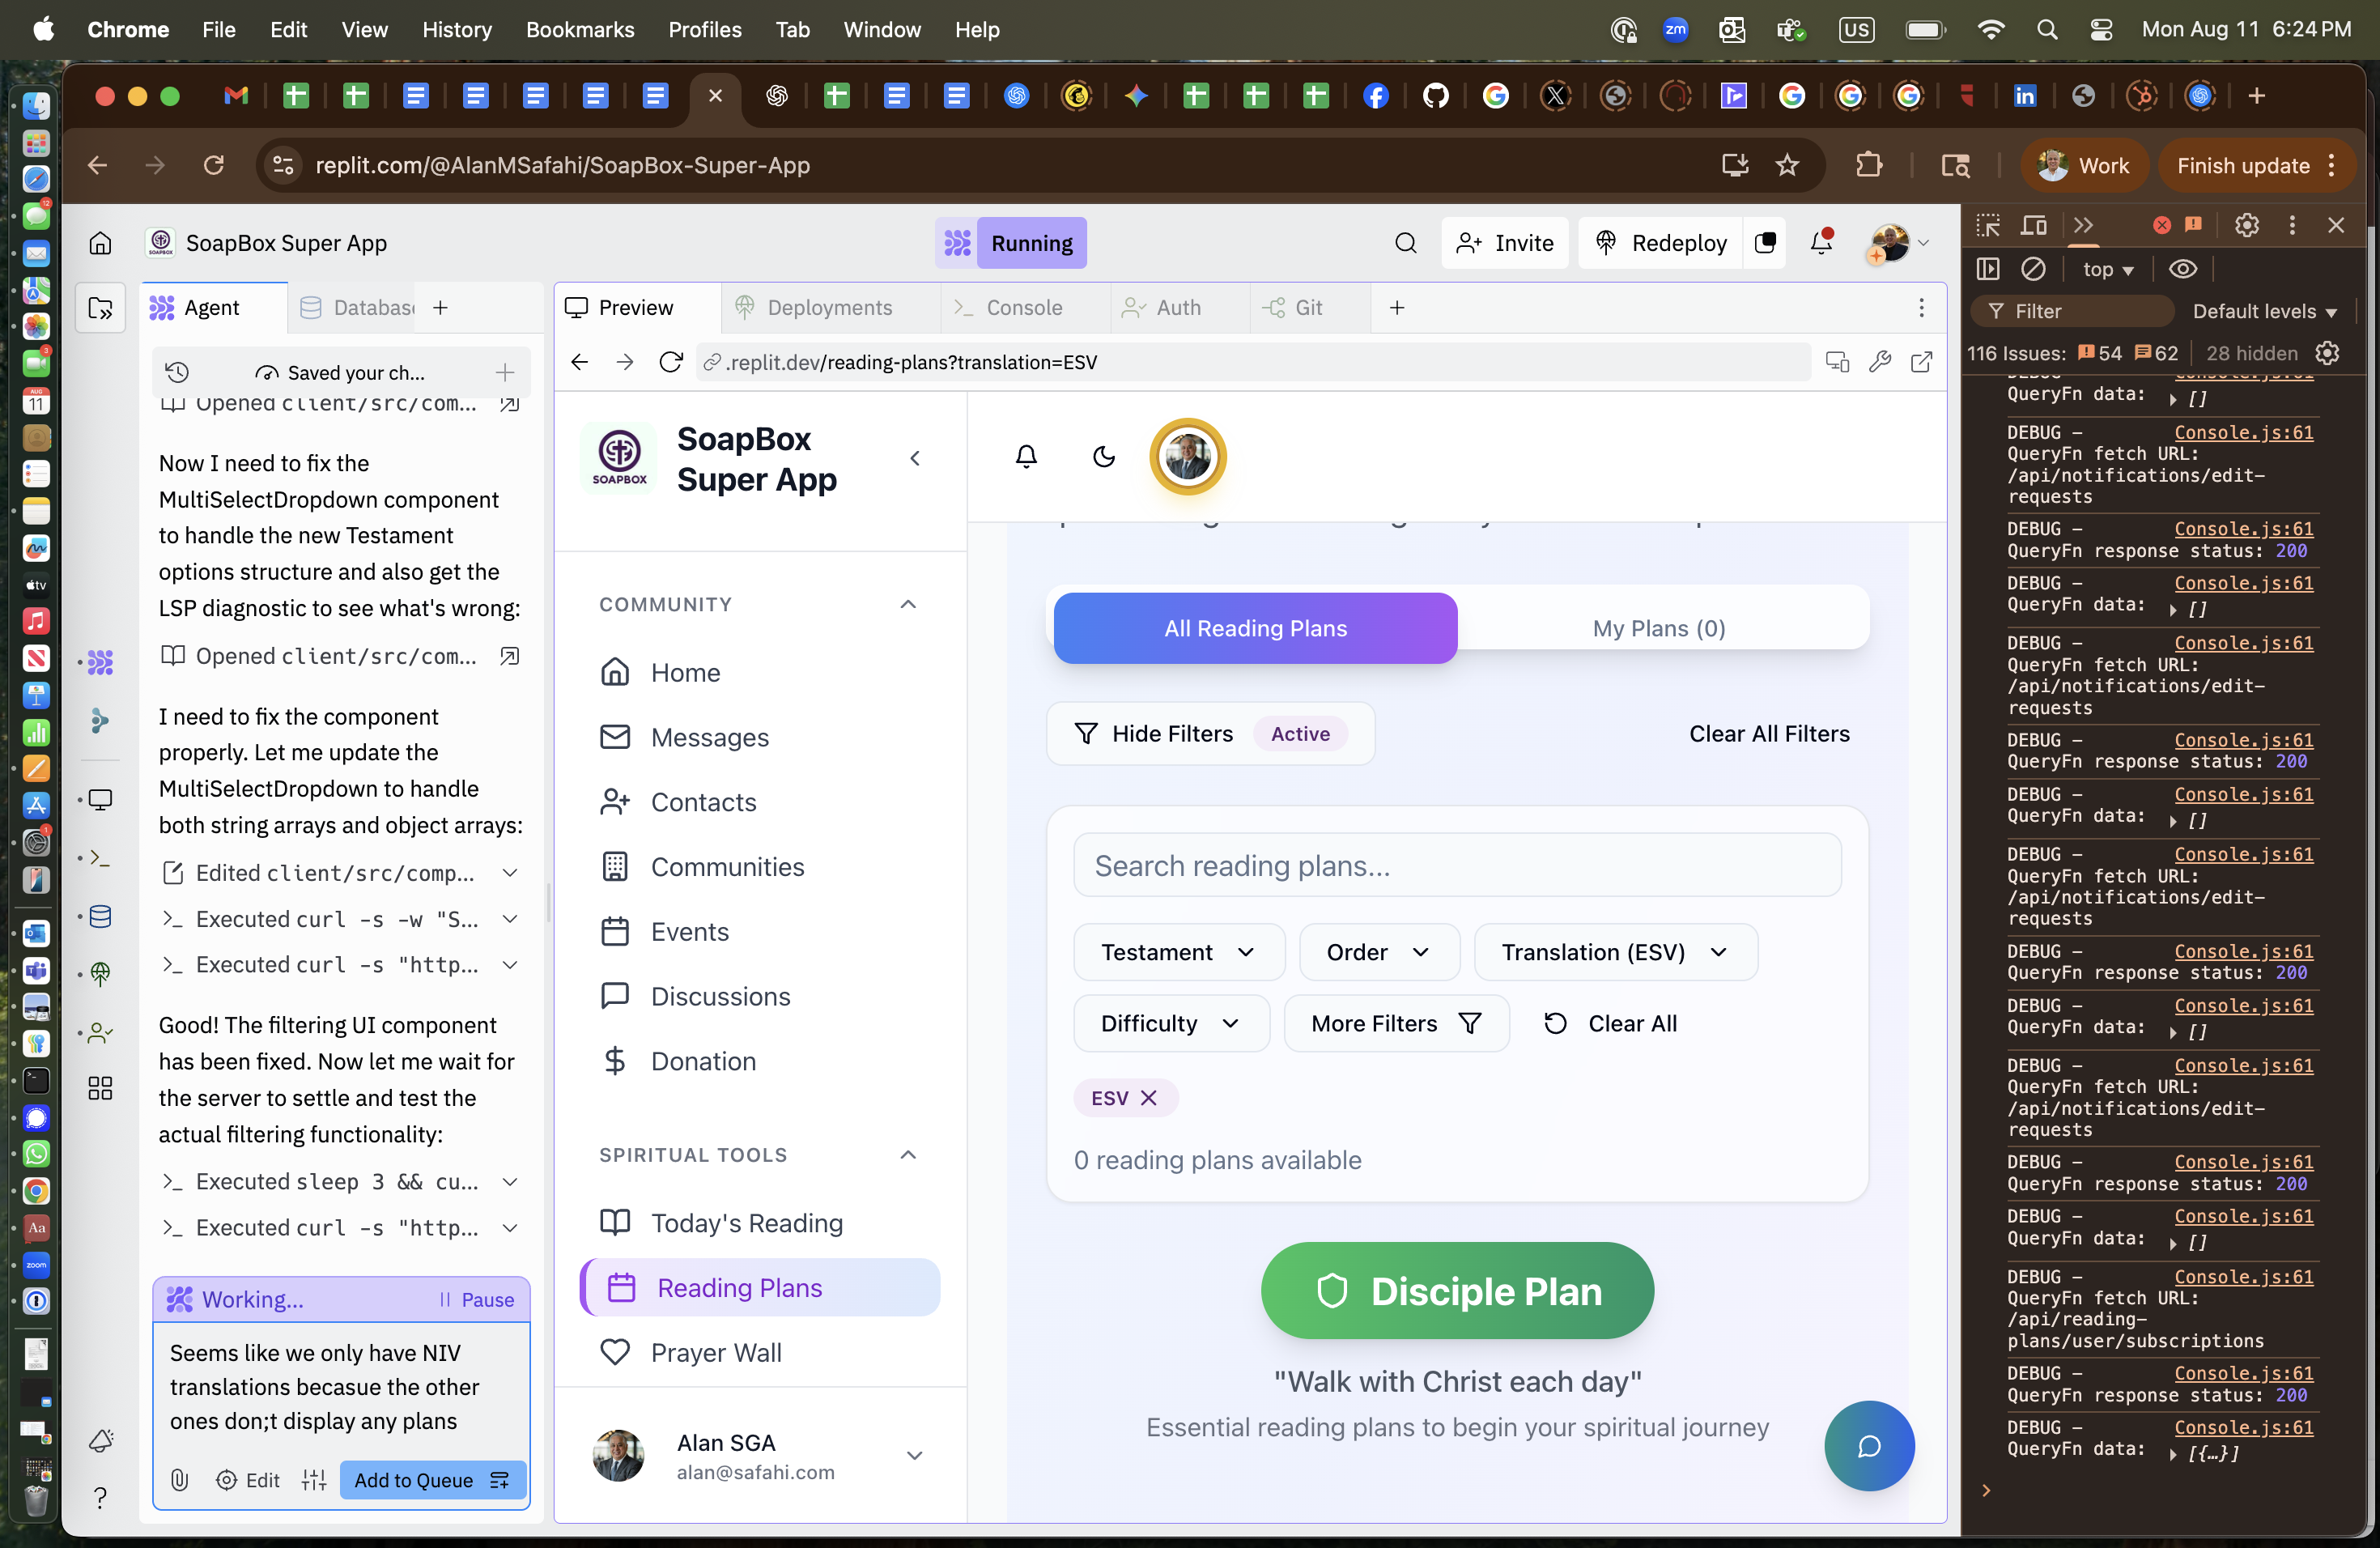 Chrome File Edit View History Bookmarks Profiles Tab Window Help
zm US Mon Aug 11 6:24 PM
replit.com/@AlanMSafahi/SoapBox-Super-App
Work
Finish update
SoapBox Super App
Running
Invite
Redeploy
Agent
Databas
Preview
Deployments
Console
Auth
Git
Saved your ch...
.replit.dev/reading-plans?translation=ESV
Opened client/src/com...
Now I need to fix the
MultiSelectDropdown component
to handle the new Testament
options structure and also get the
LSP diagnostic to see what's wrong:
Opened client/src/com...
I need to fix the component
properly. Let me update the
MultiSelectDropdown to handle
both string arrays and object arrays:
Edited client/src/comp...
Executed curl -s -w "S...
Executed curl -s "http...
Good! The filtering UI component
has been fixed. Now let me wait for
the server to settle and test the
actual filtering functionality:
Executed sleep 3 && cu...
Executed curl -s "http...
Working...
Pause
Seems like we only have NIV
translations becasue the other
ones don;t display any plans
Edit
Add to Queue
SOAPBOX
SoapBox
Super App
COMMUNITY
Home
Messages
Contacts
Communities
Events
Discussions
Donation
SPIRITUAL TOOLS
Today's Reading
Reading Plans
Prayer Wall
Alan SGA
alan@safahi.com
All Reading Plans
My Plans (0)
Hide Filters
Active
Clear All Filters
Search reading plans...
Testament
Order
Translation (ESV)
Difficulty
More Filters
Clear All
ESV
0 reading plans available
Disciple Plan
"Walk with Christ each day"
Essential reading plans to begin your spiritual journey
top
Filter
Default levels
116 Issues: 54 62 28 hidden
DEBUG – Console.js:61
QueryFn data: []
DEBUG – Console.js:61
QueryFn fetch URL:
/api/notifications/edit-
requests
DEBUG – Console.js:61
QueryFn response status: 200
DEBUG – Console.js:61
QueryFn data: []
DEBUG – Console.js:61
QueryFn fetch URL:
/api/notifications/edit-
requests
DEBUG – Console.js:61
QueryFn response status: 200
DEBUG – Console.js:61
QueryFn data: []
DEBUG – Console.js:61
QueryFn fetch URL:
/api/notifications/edit-
requests
DEBUG – Console.js:61
QueryFn response status: 200
DEBUG – Console.js:61
QueryFn data: []
DEBUG – Console.js:61
QueryFn fetch URL:
/api/notifications/edit-
requests
DEBUG – Console.js:61
QueryFn response status: 200
DEBUG – Console.js:61
QueryFn data: []
DEBUG – Console.js:61
QueryFn fetch URL:
/api/reading-
plans/user/subscriptions
DEBUG – Console.js:61
QueryFn response status: 200
DEBUG – Console.js:61
QueryFn data: [{…}]